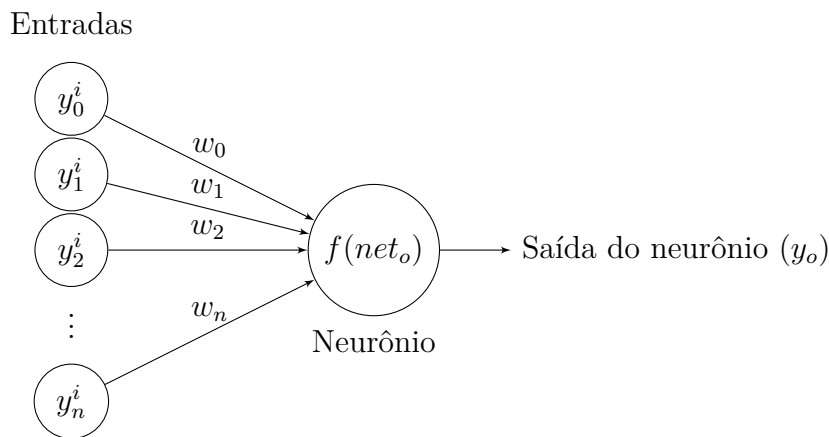 Entradas
y_0^i
w_0
y_1^i
w_1
y_2^i
w_2
f(net_o)
Saída do neurônio (y_o)
⋮
w_n
Neurônio
y_n^i